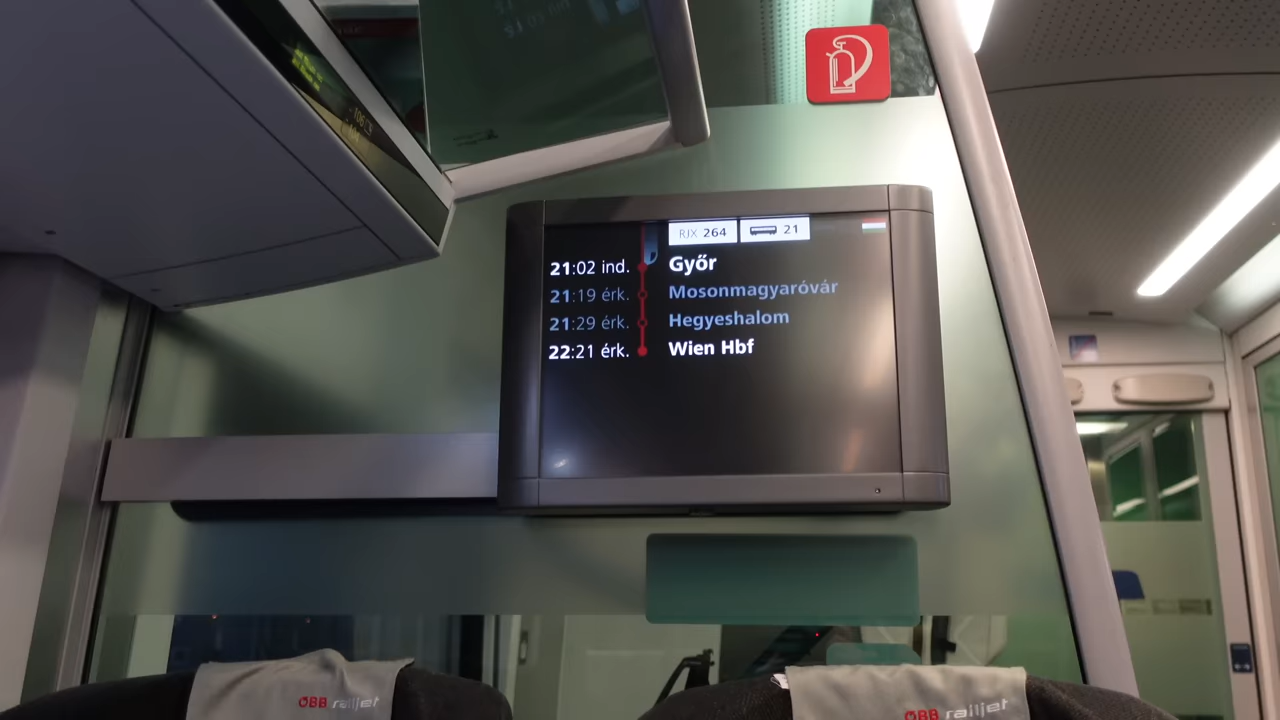 RJX 264 21
21:02 ind. Győr
21:19 érk. Mosonmagyaróvár
21:29 érk. Hegyeshalom
22:21 érk. Wien Hbf
ÖBB railjet
ÖBB railjet